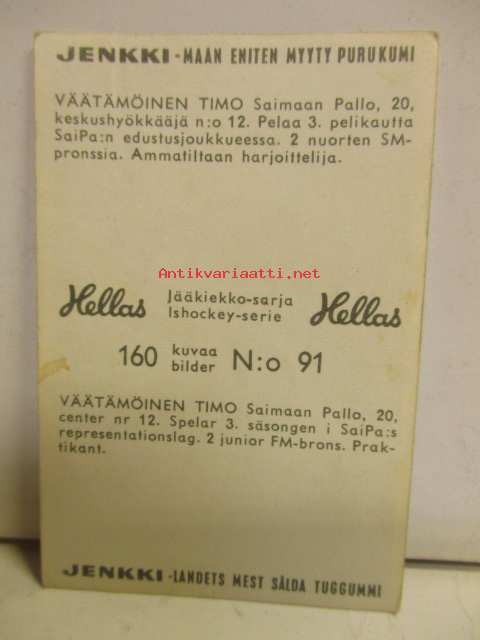 JENKKI -MAAN ENITEN MYYTY PURUKUMI
VÄÄTÄMÖINEN TIMO Saimaan Pallo, 20,
keskushyökkääjä n:o 12. Pelaa 3. pelikautta
SaiPa:n edustusjoukkueessa. 2 nuorten SM-
pronssia. Ammatiltaan harjoittelija.
Antikvariaatti.net
Hellas Jääkiekko-sarja Hellas
Ishockey-serie
160 kuvaa N:o 91
bilder
VÄÄTÄMÖINEN TIMO Saimaan Pallo, 20,
center nr 12. Spelar 3. säsongen i SaiPa:s
representationslag. 2 junior FM-brons. Prak-
tikant.
JENKKI -LANDETS MEST SÅLDA TUGGUMMI